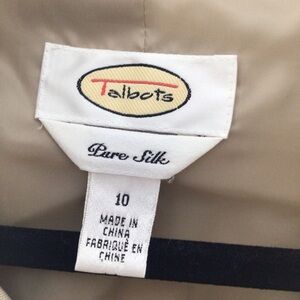 Talbots
Pure Silk
10
MADE IN
CHINA
FABRIQUÉ EN
CHINE